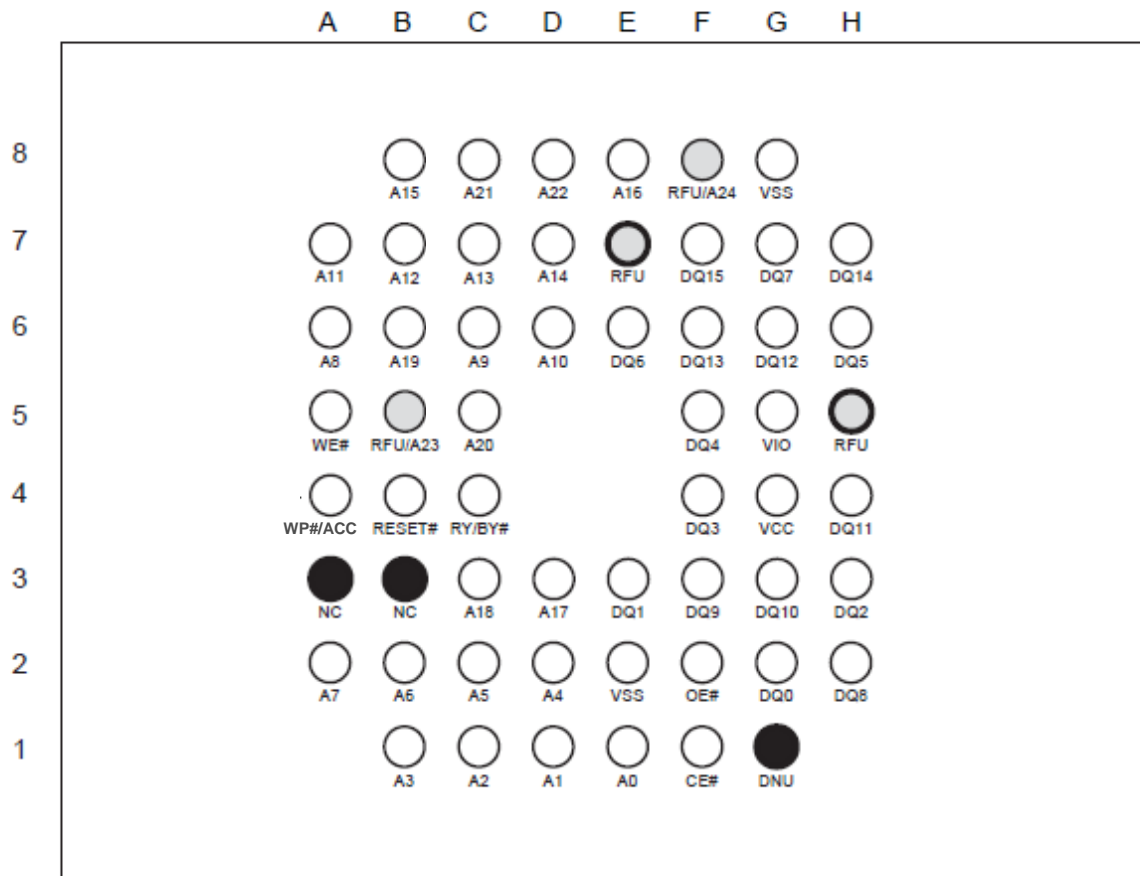 A B C D E F G H
8
A15 A21 A22 A16 RFU/A24 VSS
7
A11 A12 A13 A14 RFU DQ15 DQ7 DQ14
6
A8 A19 A9 A10 DQ6 DQ13 DQ12 DQ5
5
WE# RFU/A23 A20 DQ4 VIO RFU
4
WP#/ACC RESET# RY/BY# DQ3 VCC DQ11
3
NC NC A18 A17 DQ1 DQ9 DQ10 DQ2
2
A7 A6 A5 A4 VSS OE# DQ0 DQ8
1
A3 A2 A1 A0 CE# DNU